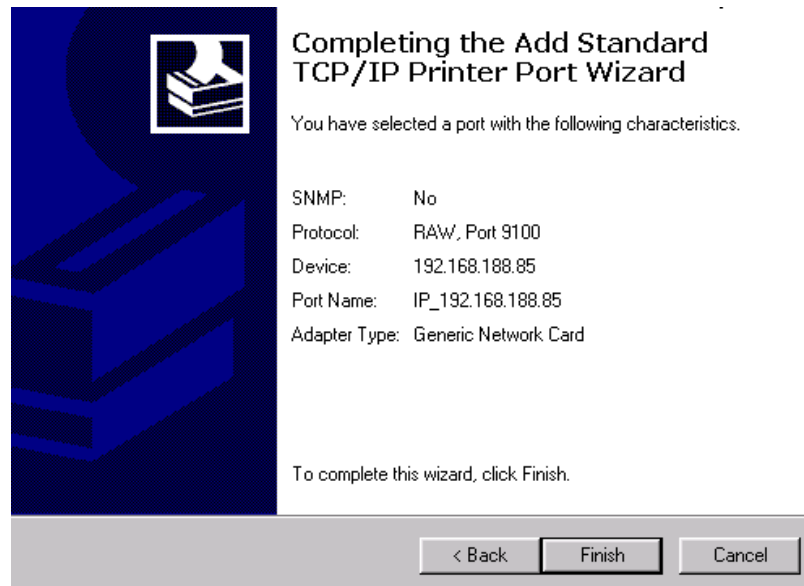 Completing the Add Standard
TCP/IP Printer Port Wizard
You have selected a port with the following characteristics.
SNMP: No
Protocol: RAW, Port 9100
Device: 192.168.188.85
Port Name: IP_192.168.188.85
Adapter Type: Generic Network Card
To complete this wizard, click Finish.
< Back Finish Cancel